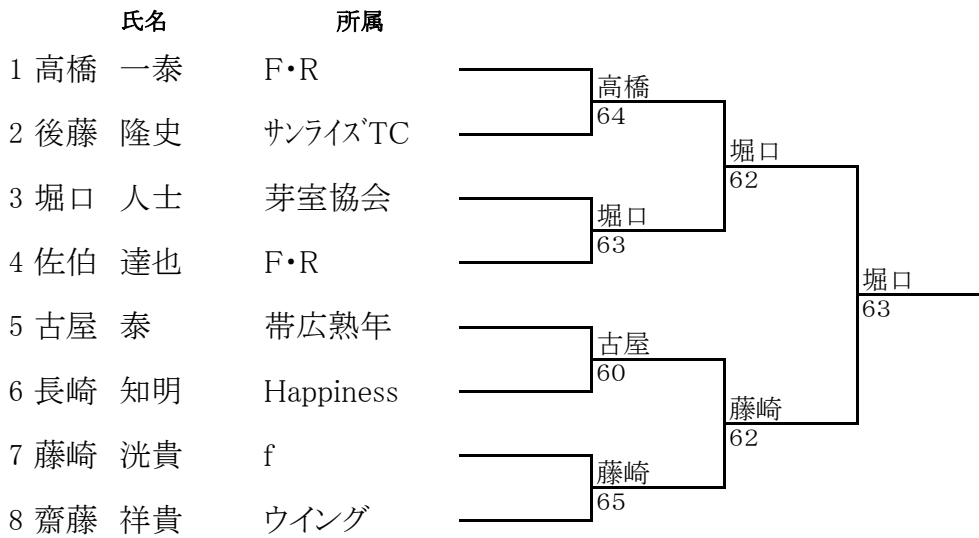 氏名 所属
1 高橋 一泰 F・R
高橋
64
2 後藤 隆史 サンライズTC
堀口
62
3 堀口 人士 芽室協会
堀口
63
4 佐伯 達也 F・R
堀口
63
5 古屋 泰 帯広熟年
古屋
60
6 長崎 知明 Happiness
藤崎
62
7 藤崎 洸貴 f
藤崎
65
8 齋藤 祥貴 ウイング